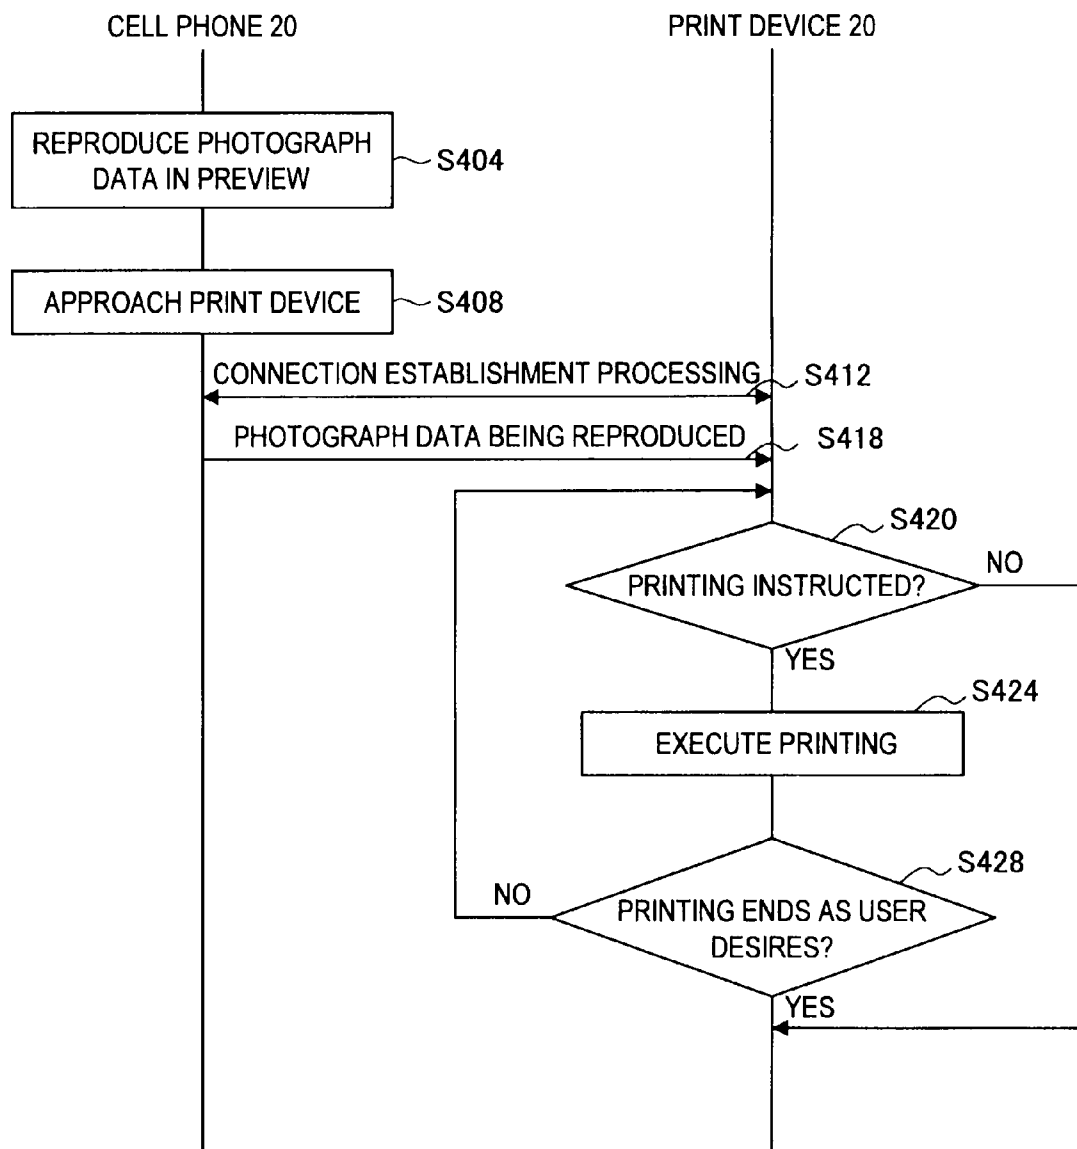 CELL PHONE 20
PRINT DEVICE 20
REPRODUCE PHOTOGRAPH
DATA IN PREVIEW
S404
APPROACH PRINT DEVICE
S408
CONNECTION ESTABLISHMENT PROCESSING
S412
PHOTOGRAPH DATA BEING REPRODUCED
S418
S420
PRINTING INSTRUCTED?
NO
YES
S424
EXECUTE PRINTING
S428
NO
PRINTING ENDS AS USER
DESIRES?
YES